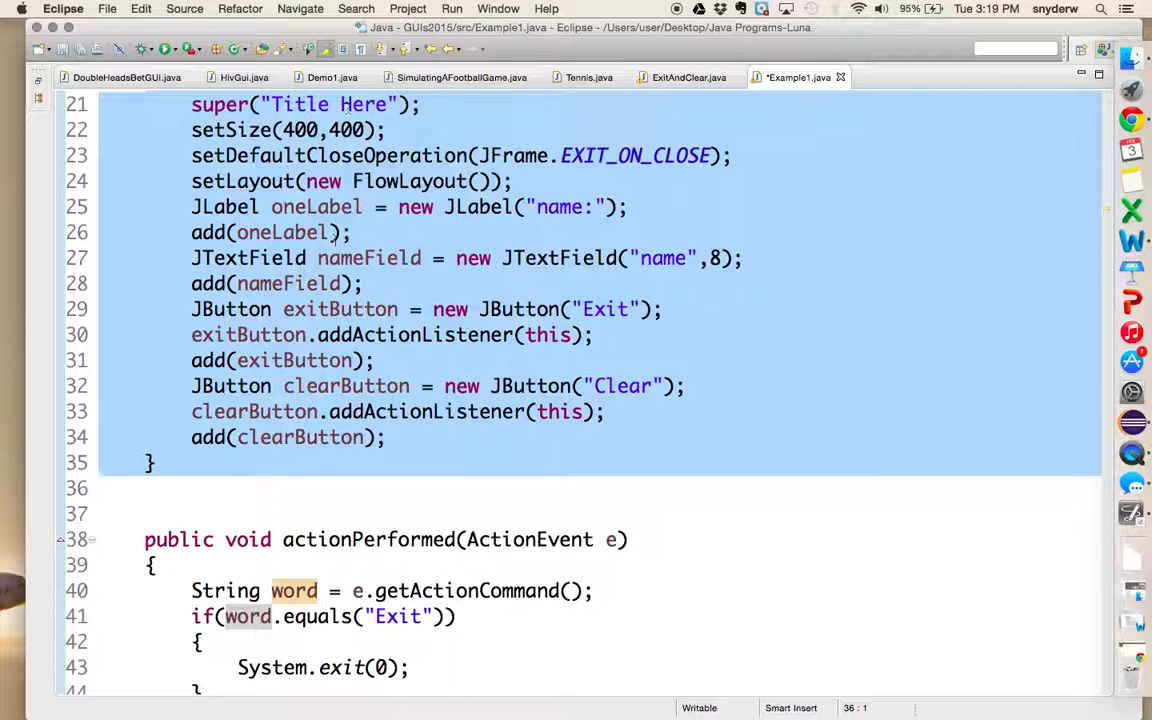 Eclipse File Edit Source Refactor Navigate Search Project Run Window Help 95% Tue 3:19 PM snyderw
Java - GUIs2015/src/Example1.java - Eclipse - /Users/user/Desktop/Java Programs-Luna
DoubleHeadsBetGUI.java HivGui.java Demo1.java SimulatingAFootballGame.java Tennis.java ExitAndClear.java *Example1.java
21 super("Title Here");
22 setSize(400,400);
23 setDefaultCloseOperation(JFrame.EXIT_ON_CLOSE);
24 setLayout(new FlowLayout());
25 JLabel oneLabel = new JLabel("name:");
26 add(oneLabel);
27 JTextField nameField = new JTextField("name",8);
28 add(nameField);
29 JButton exitButton = new JButton("Exit");
30 exitButton.addActionListener(this);
31 add(exitButton);
32 JButton clearButton = new JButton("Clear");
33 clearButton.addActionListener(this);
34 add(clearButton);
35 }
36
37
38 public void actionPerformed(ActionEvent e)
39 {
40 String word = e.getActionCommand();
41 if(word.equals("Exit"))
42 {
43 System.exit(0);
44 }
Writable Smart Insert 36 : 1